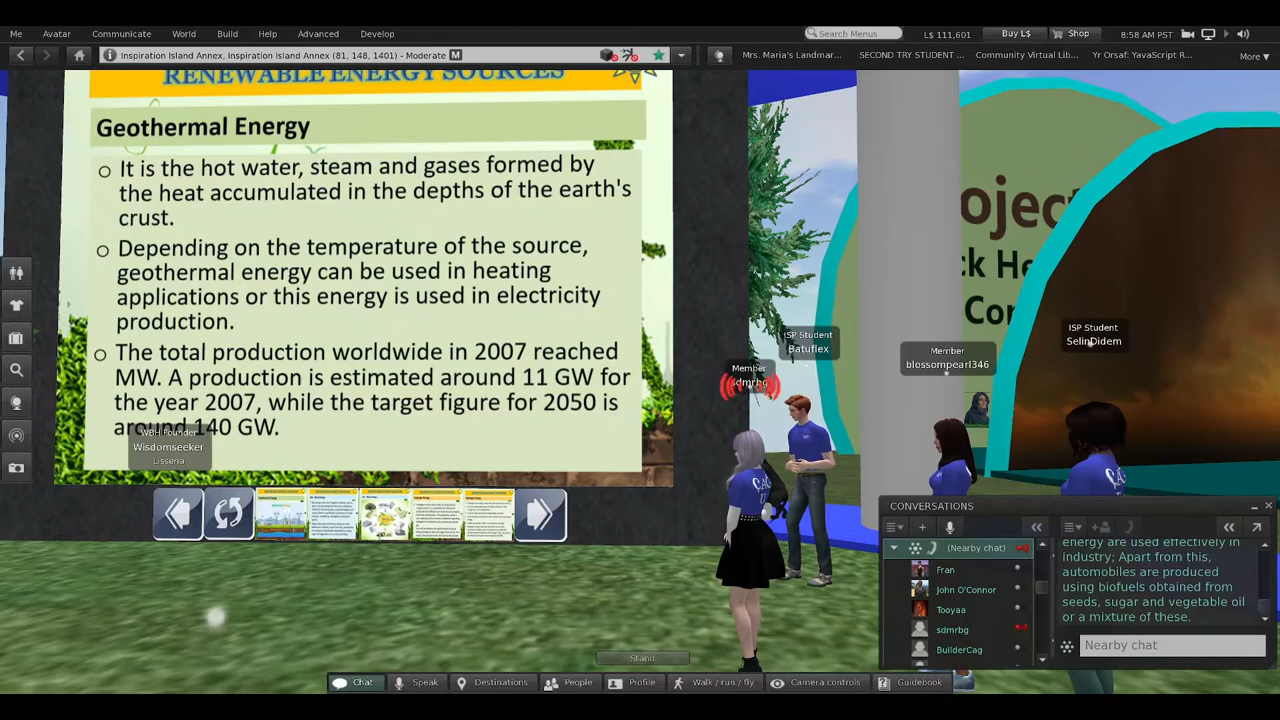 Me Avatar Communicate World Build Help Advanced Develop
Search Menus
L$ 111,601
Buy L$
Shop
8:58 AM PST
Inspiration Island Annex, Inspiration Island Annex (81, 148, 1401) - Moderate M
Mrs. Maria's Landmar... SECOND TRY STUDENT ... Community Virtual Lib... Yr Orsaf: YavaScript R...
More
RENEWABLE ENERGY SOURCES
Geothermal Energy
It is the hot water, steam and gases formed by
the heat accumulated in the depths of the earth's
crust.
Depending on the temperature of the source,
geothermal energy can be used in heating
applications or this energy is used in electricity
production.
The total production worldwide in 2007 reached
MW. A production is estimated around 11 GW for
the year 2007, while the target figure for 2050 is
around 140 GW.
WBH Founder
Wisdomseeker
Lissena
oject
ck He
Con
ISP Student
Batuflex
Member
sdmrbg
Member
blossompearl346
ISP Student
SelinDidem
CONVERSATIONS
(Nearby chat)
Fran
John O'Connor
Tooyaa
sdmrbg
BuilderCag
energy are used effectively in
industry; Apart from this,
automobiles are produced
using biofuels obtained from
seeds, sugar and vegetable oil
or a mixture of these.
Nearby chat
Stand
Chat Speak Destinations People Profile Walk / run / fly Camera controls Guidebook